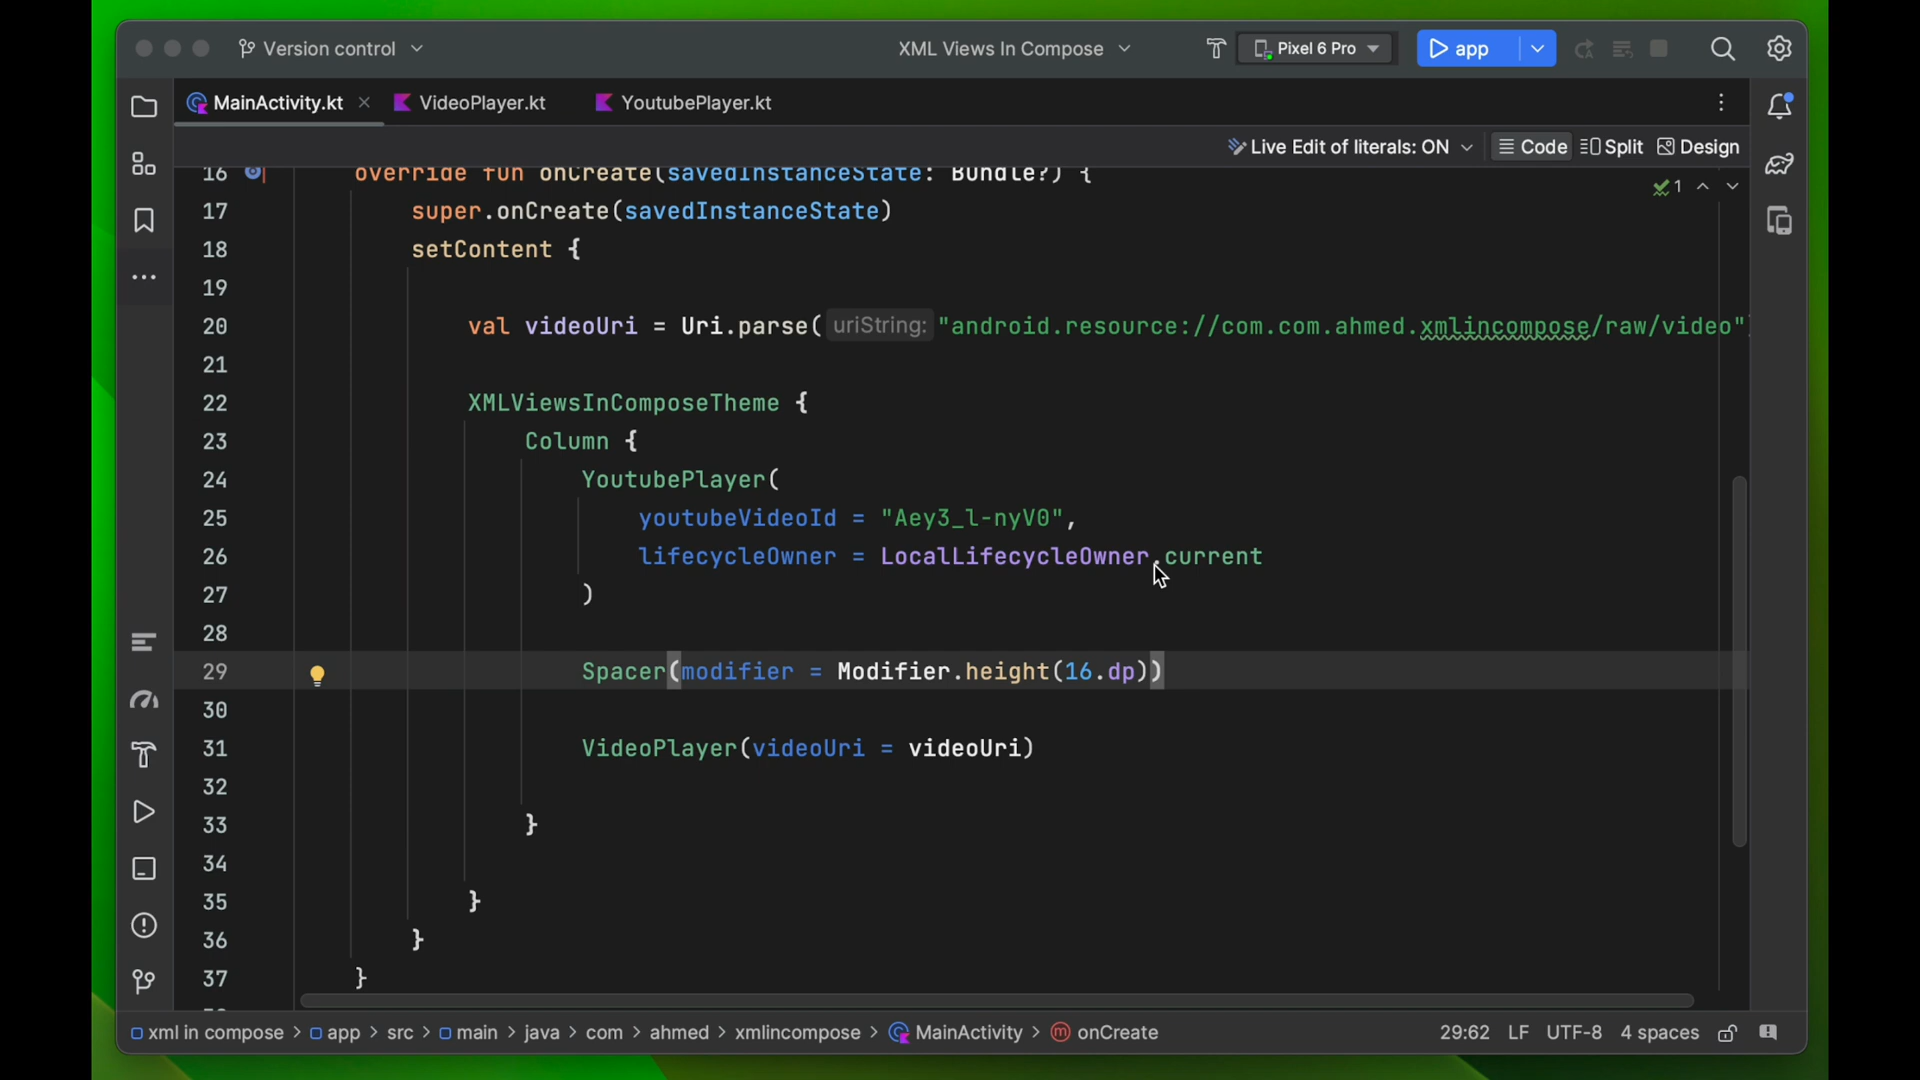 Version control
XML Views In Compose
Pixel 6 Pro
app
MainActivity.kt
VideoPlayer.kt
YoutubePlayer.kt
Live Edit of literals: ON
Code
Split
Design
1
16 override fun onCreate(savedInstanceState: Bundle?) {
17 super.onCreate(savedInstanceState)
18 setContent {
19
20 val videoUri = Uri.parse( uriString: "android.resource://com.com.ahmed.xmlincompose/raw/video")
21
22 XMLViewsInComposeTheme {
23 Column {
24 YoutubePlayer(
25 youtubeVideoId = "Aey3_l-nyV0",
26 lifecycleOwner = LocalLifecycleOwner.current
27 )
28
29 Spacer(modifier = Modifier.height(16.dp))
30
31 VideoPlayer(videoUri = videoUri)
32
33 }
34
35 }
36 }
37 }
xml in compose > app > src > main > java > com > ahmed > xmlincompose > MainActivity > onCreate
29:62 LF UTF-8 4 spaces